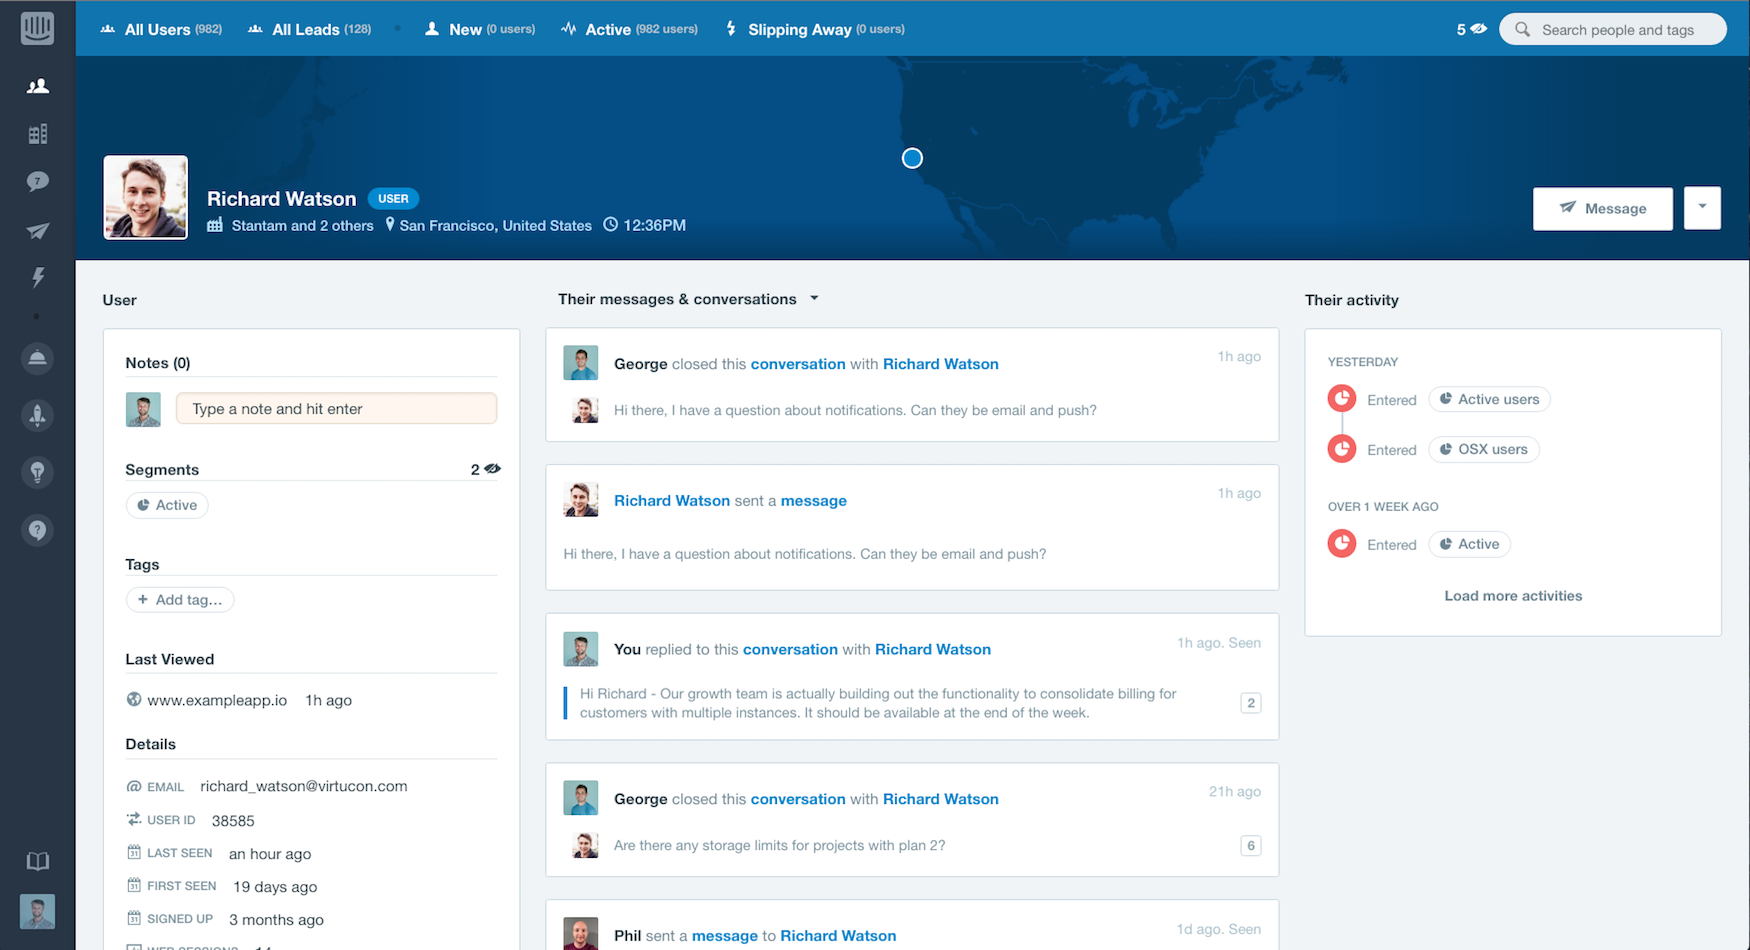 All Users (982)
All Leads (128)
New (0 users)
Active (982 users)
Slipping Away (0 users)
5
Search people and tags
7
Richard Watson
USER
Stantam and 2 others
San Francisco, United States
12:36PM
Message
User
Notes (0)
Type a note and hit enter
Segments
2
Active
Tags
+ Add tag...
Last Viewed
www.exampleapp.io 1h ago
Details
@ EMAIL richard_watson@virtucon.com
USER ID 38585
31 LAST SEEN an hour ago
31 FIRST SEEN 19 days ago
31 SIGNED UP 3 months ago
WEB SESSIONS 14
Their messages & conversations
George closed this conversation with Richard Watson
1h ago
Hi there, I have a question about notifications. Can they be email and push?
Richard Watson sent a message
1h ago
Hi there, I have a question about notifications. Can they be email and push?
You replied to this conversation with Richard Watson
1h ago. Seen
Hi Richard - Our growth team is actually building out the functionality to consolidate billing for
customers with multiple instances. It should be available at the end of the week.
2
George closed this conversation with Richard Watson
21h ago
Are there any storage limits for projects with plan 2?
6
Phil sent a message to Richard Watson
1d ago. Seen
Their activity
YESTERDAY
Entered Active users
Entered OSX users
OVER 1 WEEK AGO
Entered Active
Load more activities
?